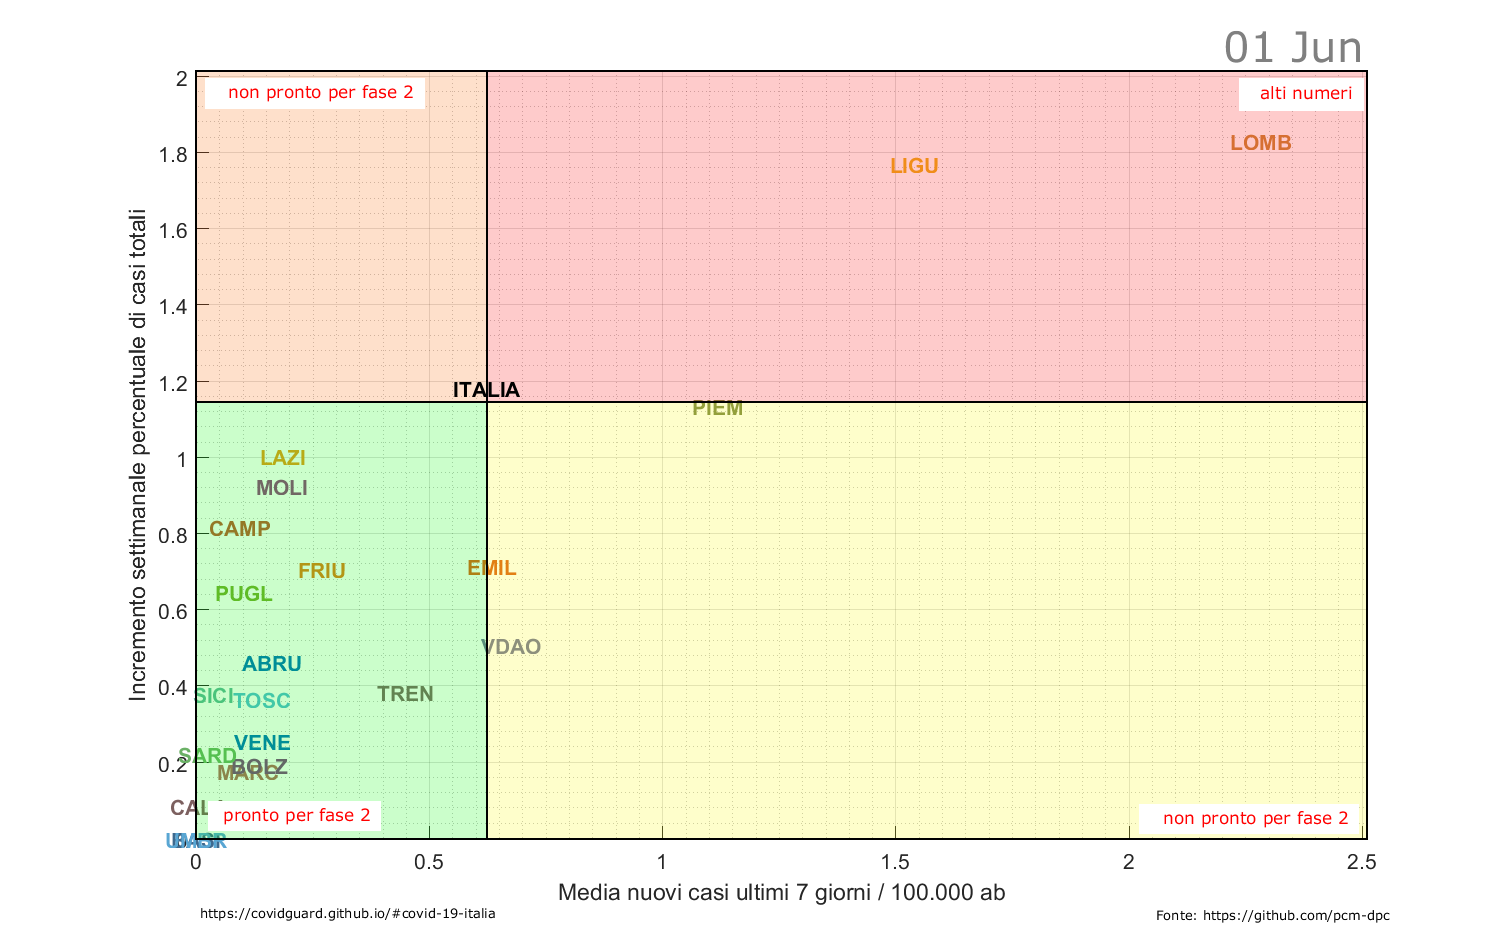 01 Jun
non pronto per fase 2
alti numeri
2
1.8
1.6
1.4
1.2
1
0.8
0.6
0.4
0.2
0
Incremento settimanale percentuale di casi totali
LOMB
LIGU
ITALIA
PIEM
LAZI
MOLI
CAMP
FRIU
EMIL
PUGL
VDAO
ABRU
SICI
TOSC
TREN
VENE
SARD
BOLZ
MARC
pronto per fase 2
non pronto per fase 2
0
0.5
1
1.5
2
2.5
Media nuovi casi ultimi 7 giorni / 100.000 ab
https://covidguard.github.io/#covid-19-italia
Fonte: https://github.com/pcm-dpc